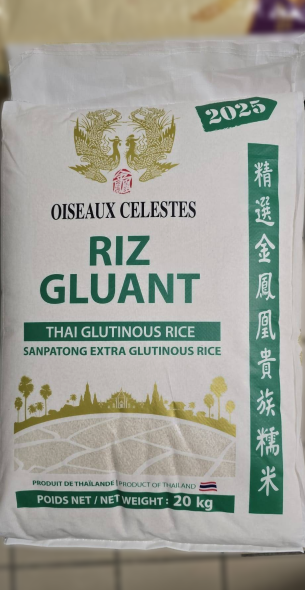 2025
OISEAUX CELESTES
RIZ
GLUANT
THAI GLUTINOUS RICE
SANPATONG EXTRA GLUTINOUS RICE
精選金鳳凰貴族糯米
PRODUIT DE THAÏLANDE | PRODUCT OF THAILAND
POIDS NET / NET WEIGHT : 20 kg